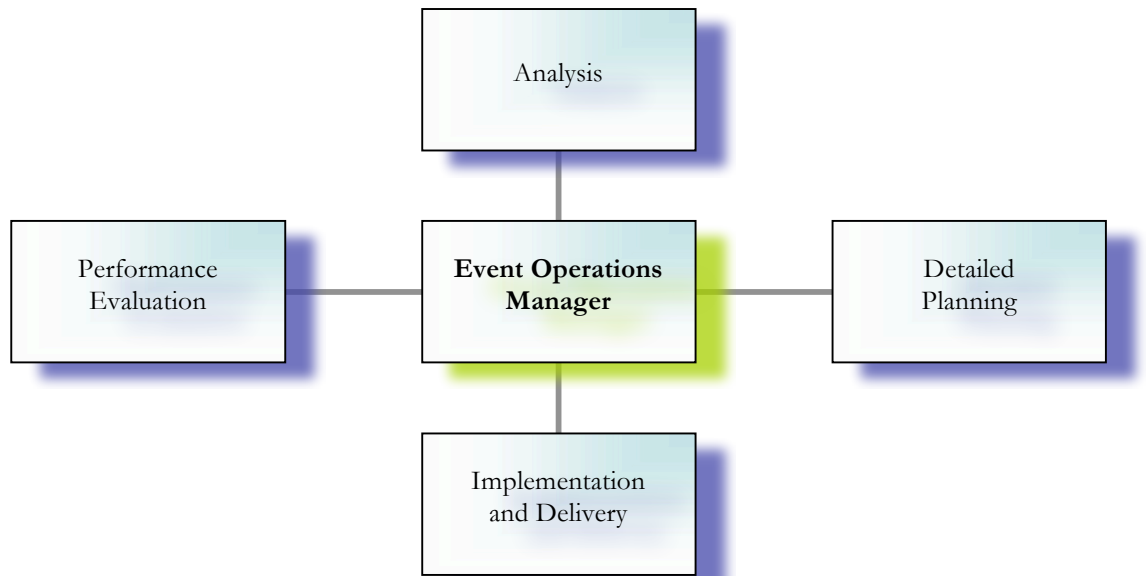 Analysis
Performance
Evaluation
Event Operations
Manager
Detailed
Planning
Implementation
and Delivery